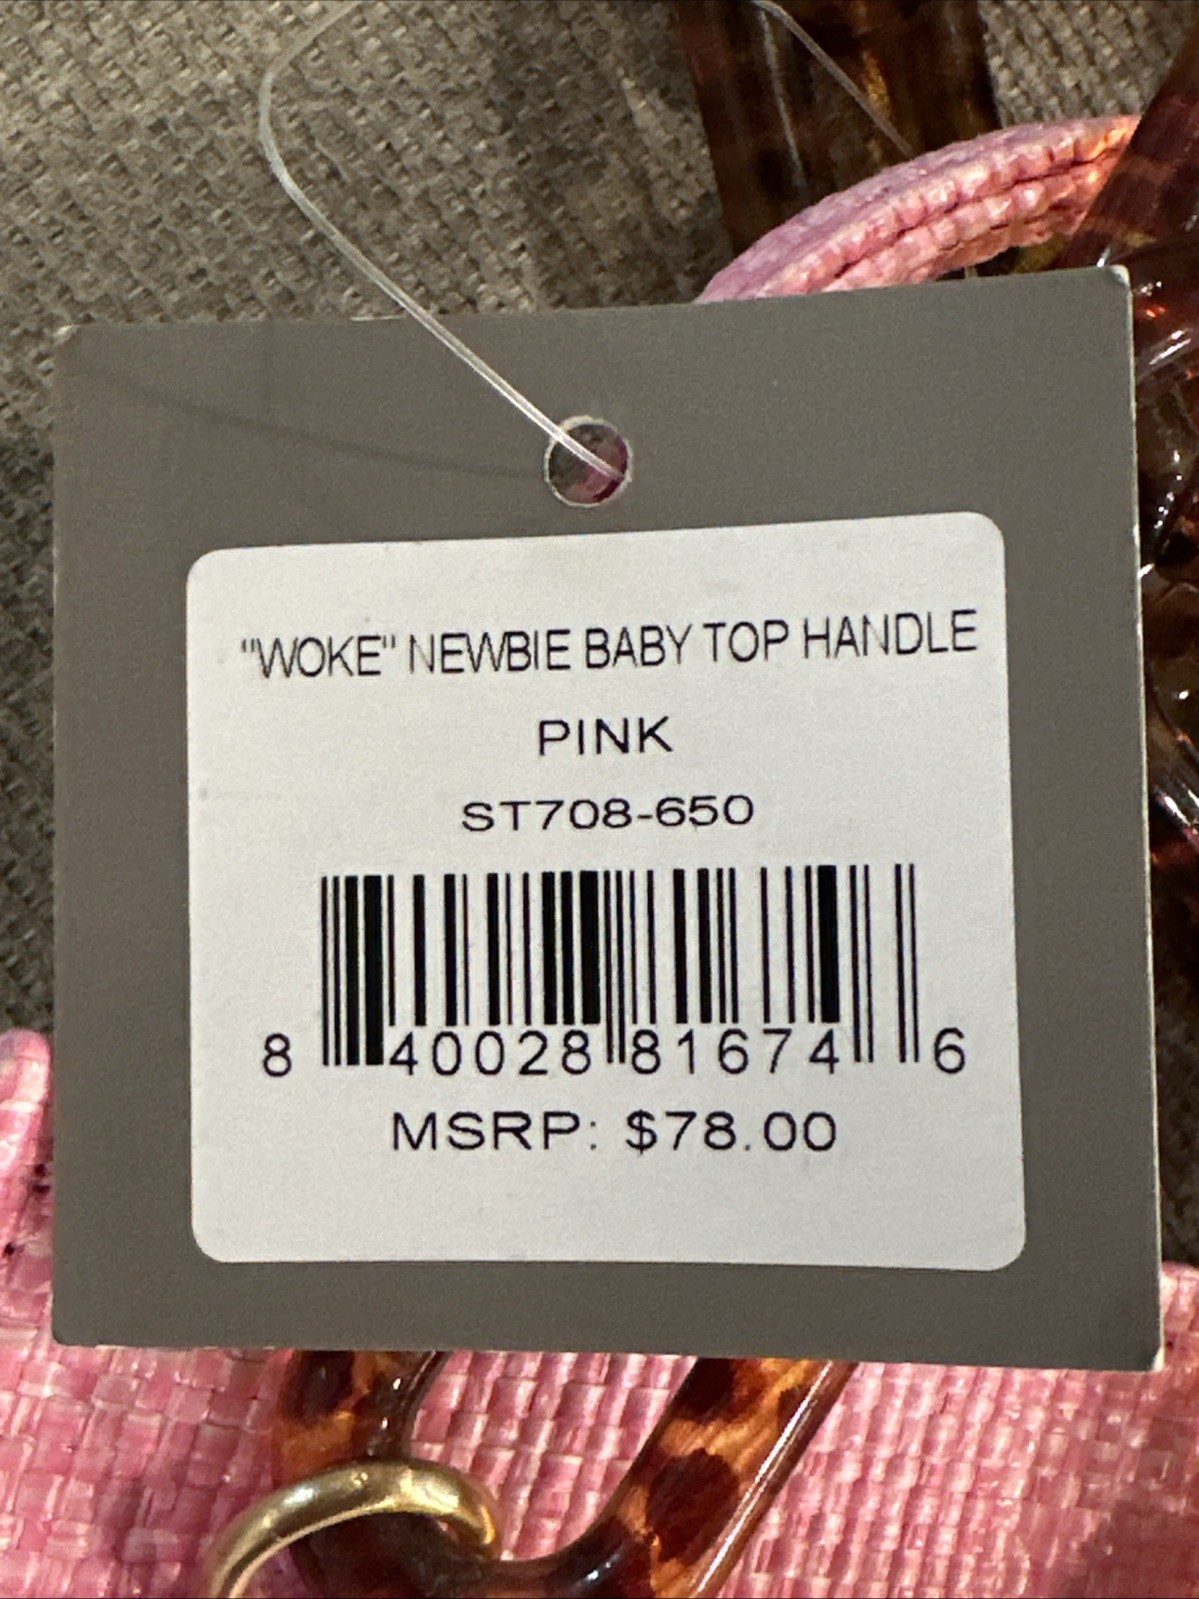 "WOKE" NEWBIE BABY TOP HANDLE
PINK
ST708-650
8 40028 81674 6
MSRP: $78.00